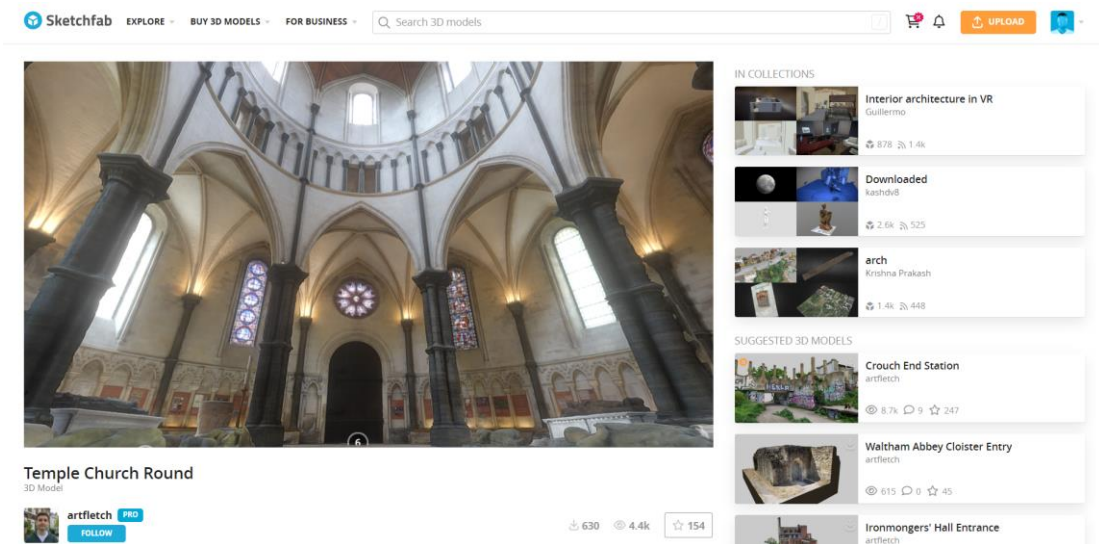 Sketchfab EXPLORE BUY 3D MODELS FOR BUSINESS Search 3D models / UPLOAD
6
Temple Church Round
3D Model
artfletch PRO
FOLLOW
630 4.4k 154
IN COLLECTIONS
Interior architecture in VR
Guillermo
878 1.4k
Downloaded
kashdv8
2.6k 525
arch
Krishna Prakash
1.4k 448
SUGGESTED 3D MODELS
Crouch End Station
artfletch
8.7k 9 247
Waltham Abbey Cloister Entry
artfletch
615 0 45
Ironmongers' Hall Entrance
artfletch